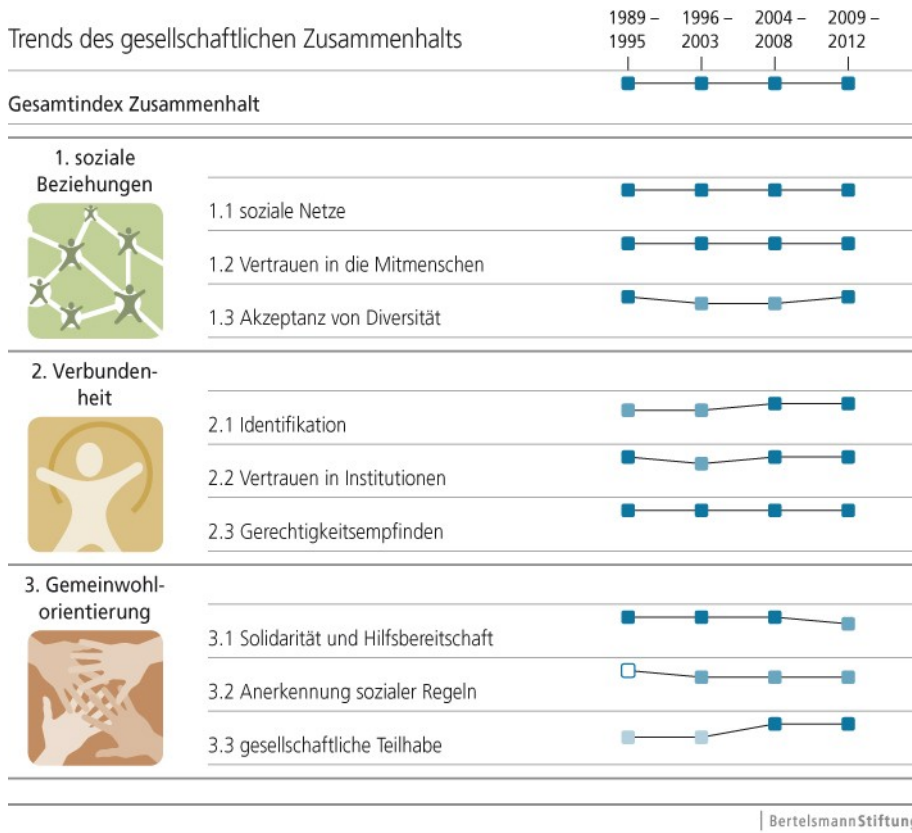 Trends des gesellschaftlichen Zusammenhalts
1989 – 1996 – 2004 – 2009 –
1995 2003 2008 2012
Gesamtindex Zusammenhalt
1. soziale
Beziehungen
1.1 soziale Netze
1.2 Vertrauen in die Mitmenschen
1.3 Akzeptanz von Diversität
2. Verbunden-
heit
2.1 Identifikation
2.2 Vertrauen in Institutionen
2.3 Gerechtigkeitsempfinden
3. Gemeinwohl-
orientierung
3.1 Solidarität und Hilfsbereitschaft
3.2 Anerkennung sozialer Regeln
3.3 gesellschaftliche Teilhabe
BertelsmannStiftung